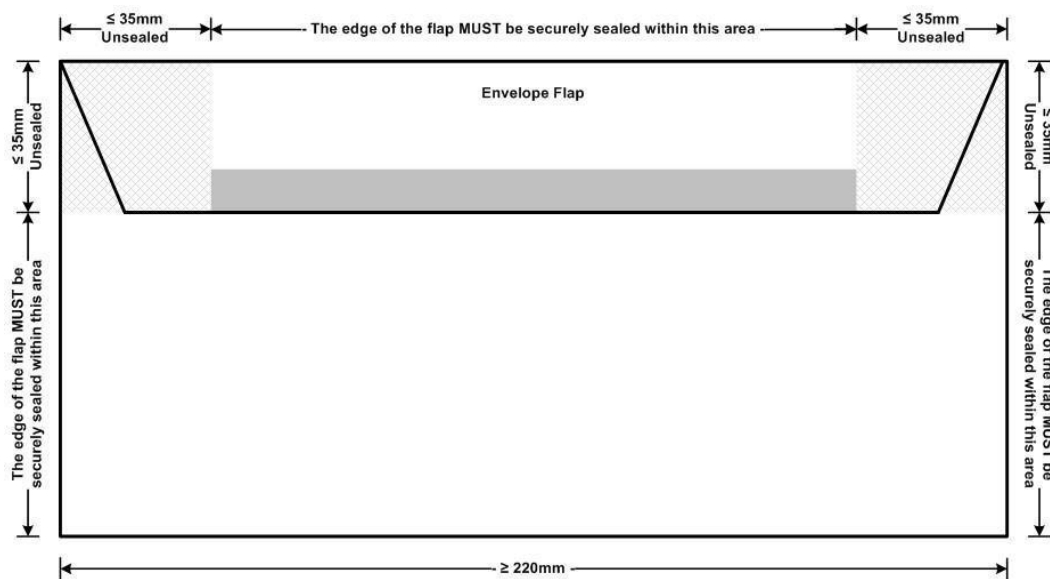 ≤ 35mm
Unsealed
The edge of the flap MUST be securely sealed within this area
≤ 35mm
Unsealed
Envelope Flap
≤ 35mm
Unsealed
≤ 35mm
Unsealed
The edge of the flap MUST be
securely sealed within this area
The edge of the flap MUST be
securely sealed within this area
≥ 220mm